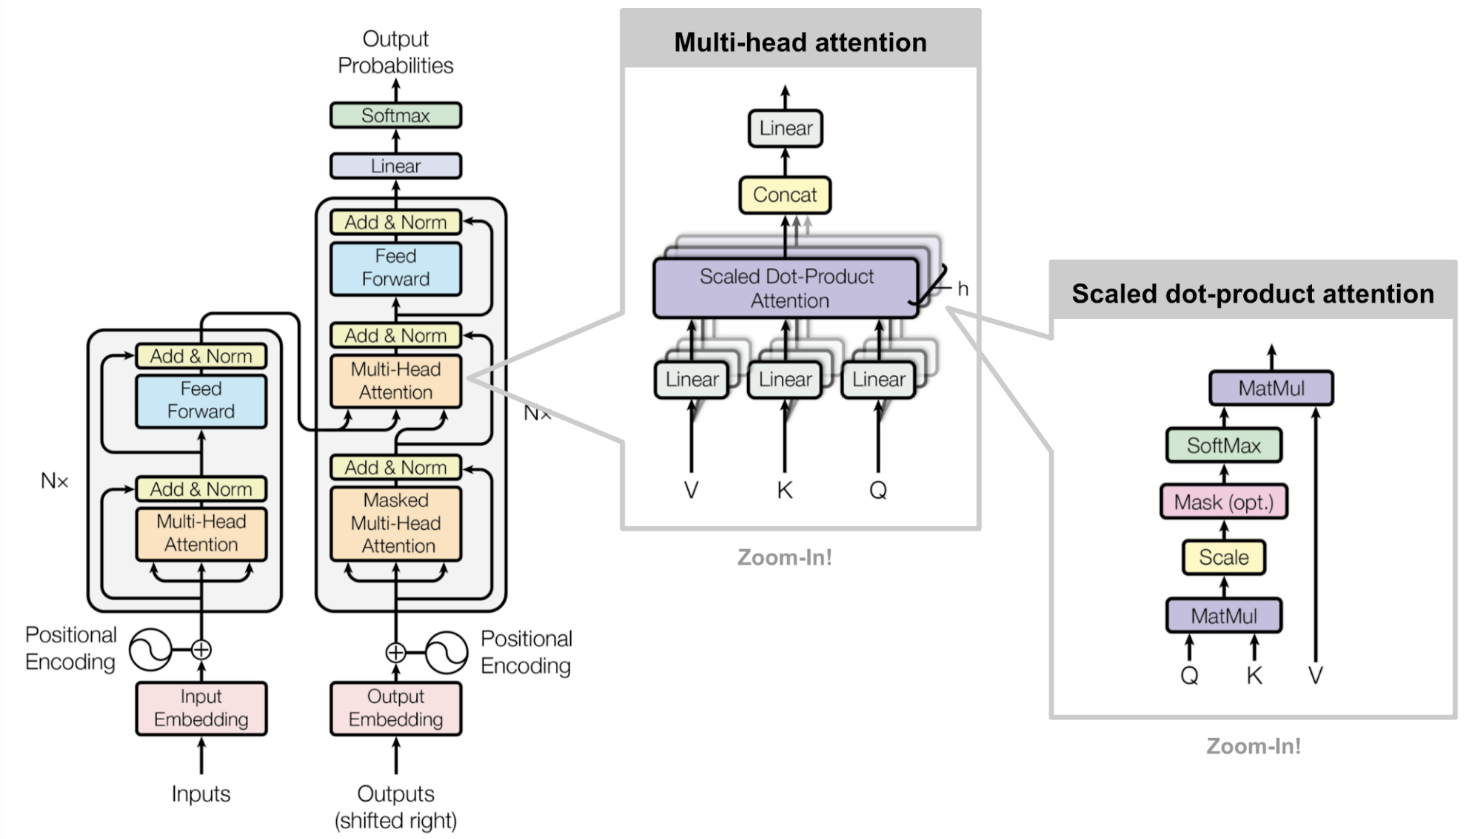 Output
Probabilities
Softmax
Linear
Add & Norm
Feed
Forward
Add & Norm
Multi-Head
Attention
Nx
Add & Norm
Masked
Multi-Head
Attention
Positional
Encoding
Output
Embedding
Outputs
(shifted right)
Add & Norm
Feed
Forward
Nx
Add & Norm
Multi-Head
Attention
Positional
Encoding
Input
Embedding
Inputs
Multi-head attention
Linear
Concat
Scaled Dot-Product
Attention
h
Linear Linear Linear
V K Q
Zoom-In!
Scaled dot-product attention
MatMul
SoftMax
Mask (opt.)
Scale
MatMul
Q K V
Zoom-In!